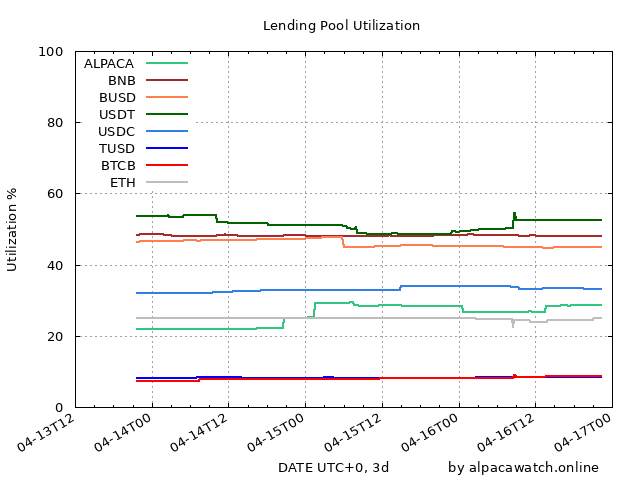 Lending Pool Utilization
100
80
60
40
20
0
Utilization %
ALPACA
BNB
BUSD
USDT
USDC
TUSD
BTCB
ETH
04-13T12
04-14T00
04-14T12
04-15T00
04-15T12
04-16T00
04-16T12
04-17T00
DATE UTC+0, 3d
by alpacawatch.online